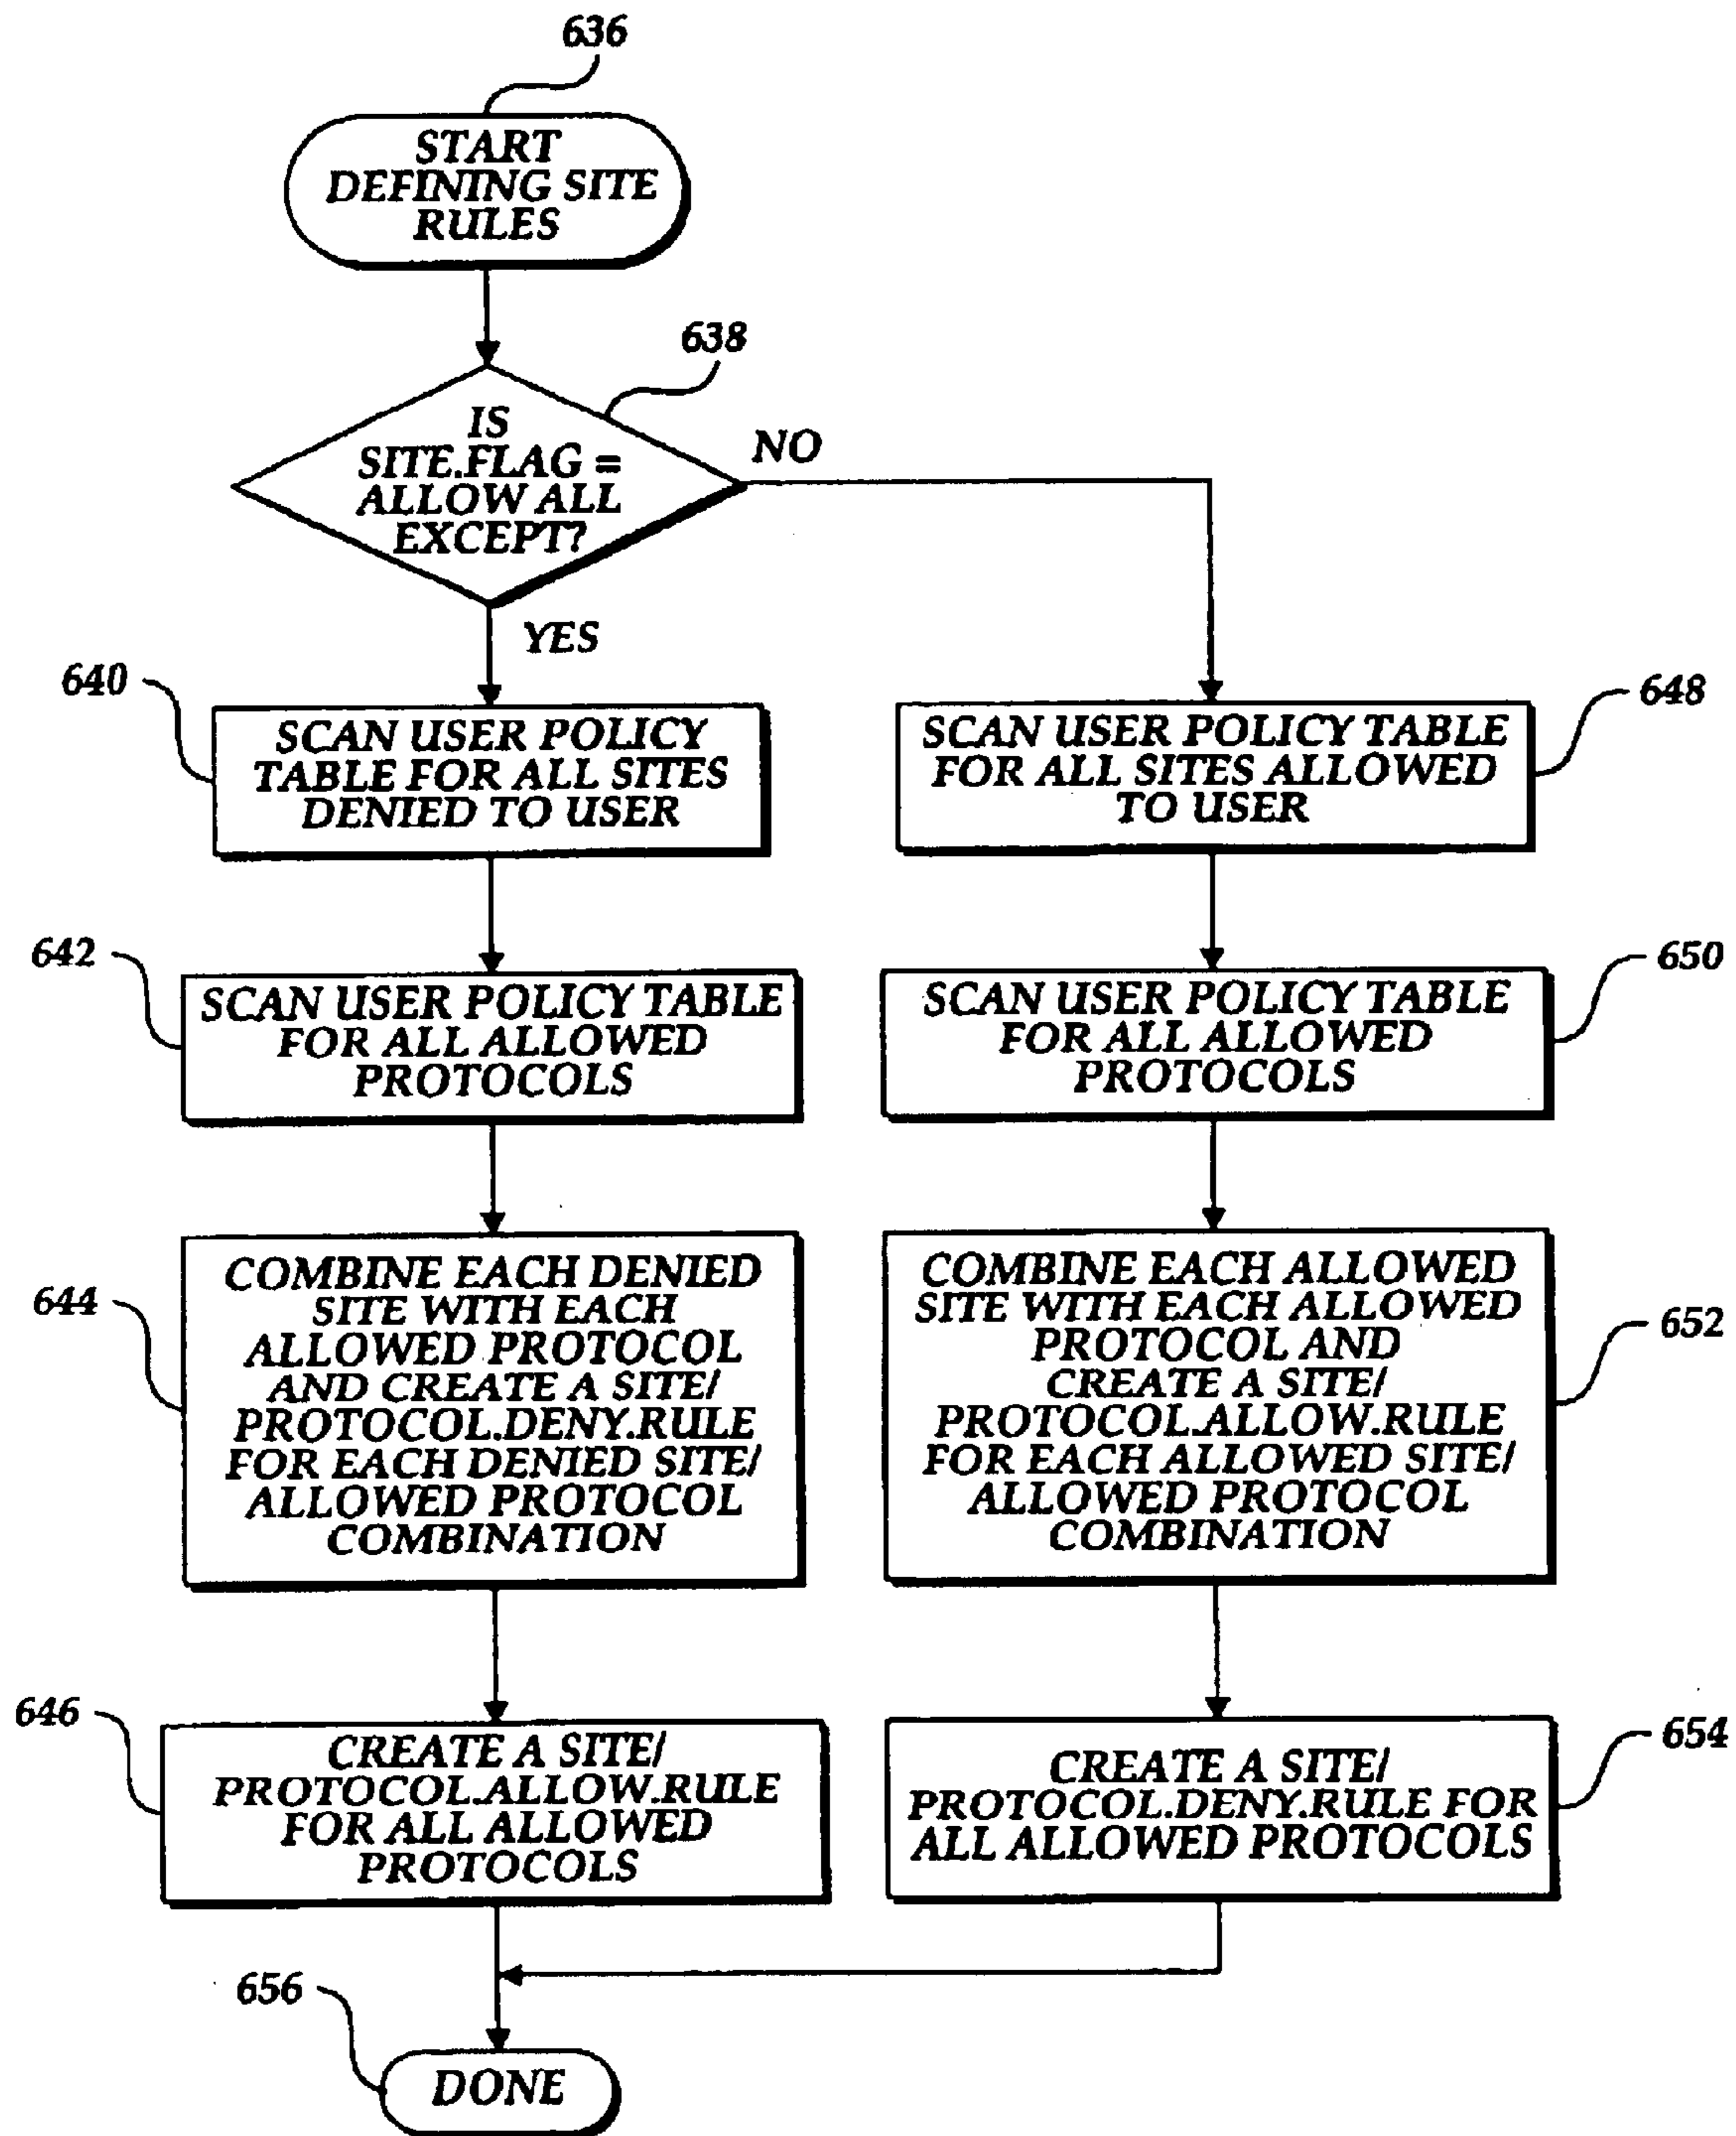 636
START
DEFINING SITE
RULES
638
IS
SITE.FLAG =
ALLOW ALL
EXCEPT?
NO
YES
640
SCAN USER POLICY
TABLE FOR ALL SITES
DENIED TO USER
648
SCAN USER POLICY TABLE
FOR ALL SITES ALLOWED
TO USER
642
SCAN USER POLICY TABLE
FOR ALL ALLOWED
PROTOCOLS
650
SCAN USER POLICY TABLE
FOR ALL ALLOWED
PROTOCOLS
644
COMBINE EACH DENIED
SITE WITH EACH
ALLOWED PROTOCOL
AND CREATE A SITE/
PROTOCOL.DENY.RULE
FOR EACH DENIED SITE/
ALLOWED PROTOCOL
COMBINATION
652
COMBINE EACH ALLOWED
SITE WITH EACH ALLOWED
PROTOCOL AND
CREATE A SITE/
PROTOCOL.ALLOW.RULE
FOR EACH ALLOWED SITE/
ALLOWED PROTOCOL
COMBINATION
646
CREATE A SITE/
PROTOCOL.ALLOW.RULE
FOR ALL ALLOWED
PROTOCOLS
654
CREATE A SITE/
PROTOCOL.DENY.RULE FOR
ALL ALLOWED PROTOCOLS
656
DONE